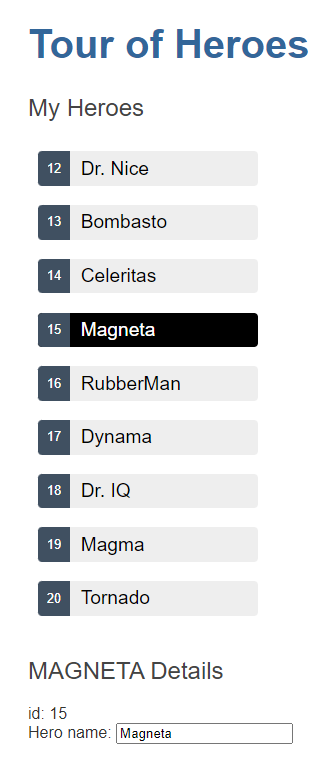 Tour of Heroes
My Heroes
12 Dr. Nice
13 Bombasto
14 Celeritas
15 Magneta
16 RubberMan
17 Dynama
18 Dr. IQ
19 Magma
20 Tornado
MAGNETA Details
id: 15
Hero name: Magneta